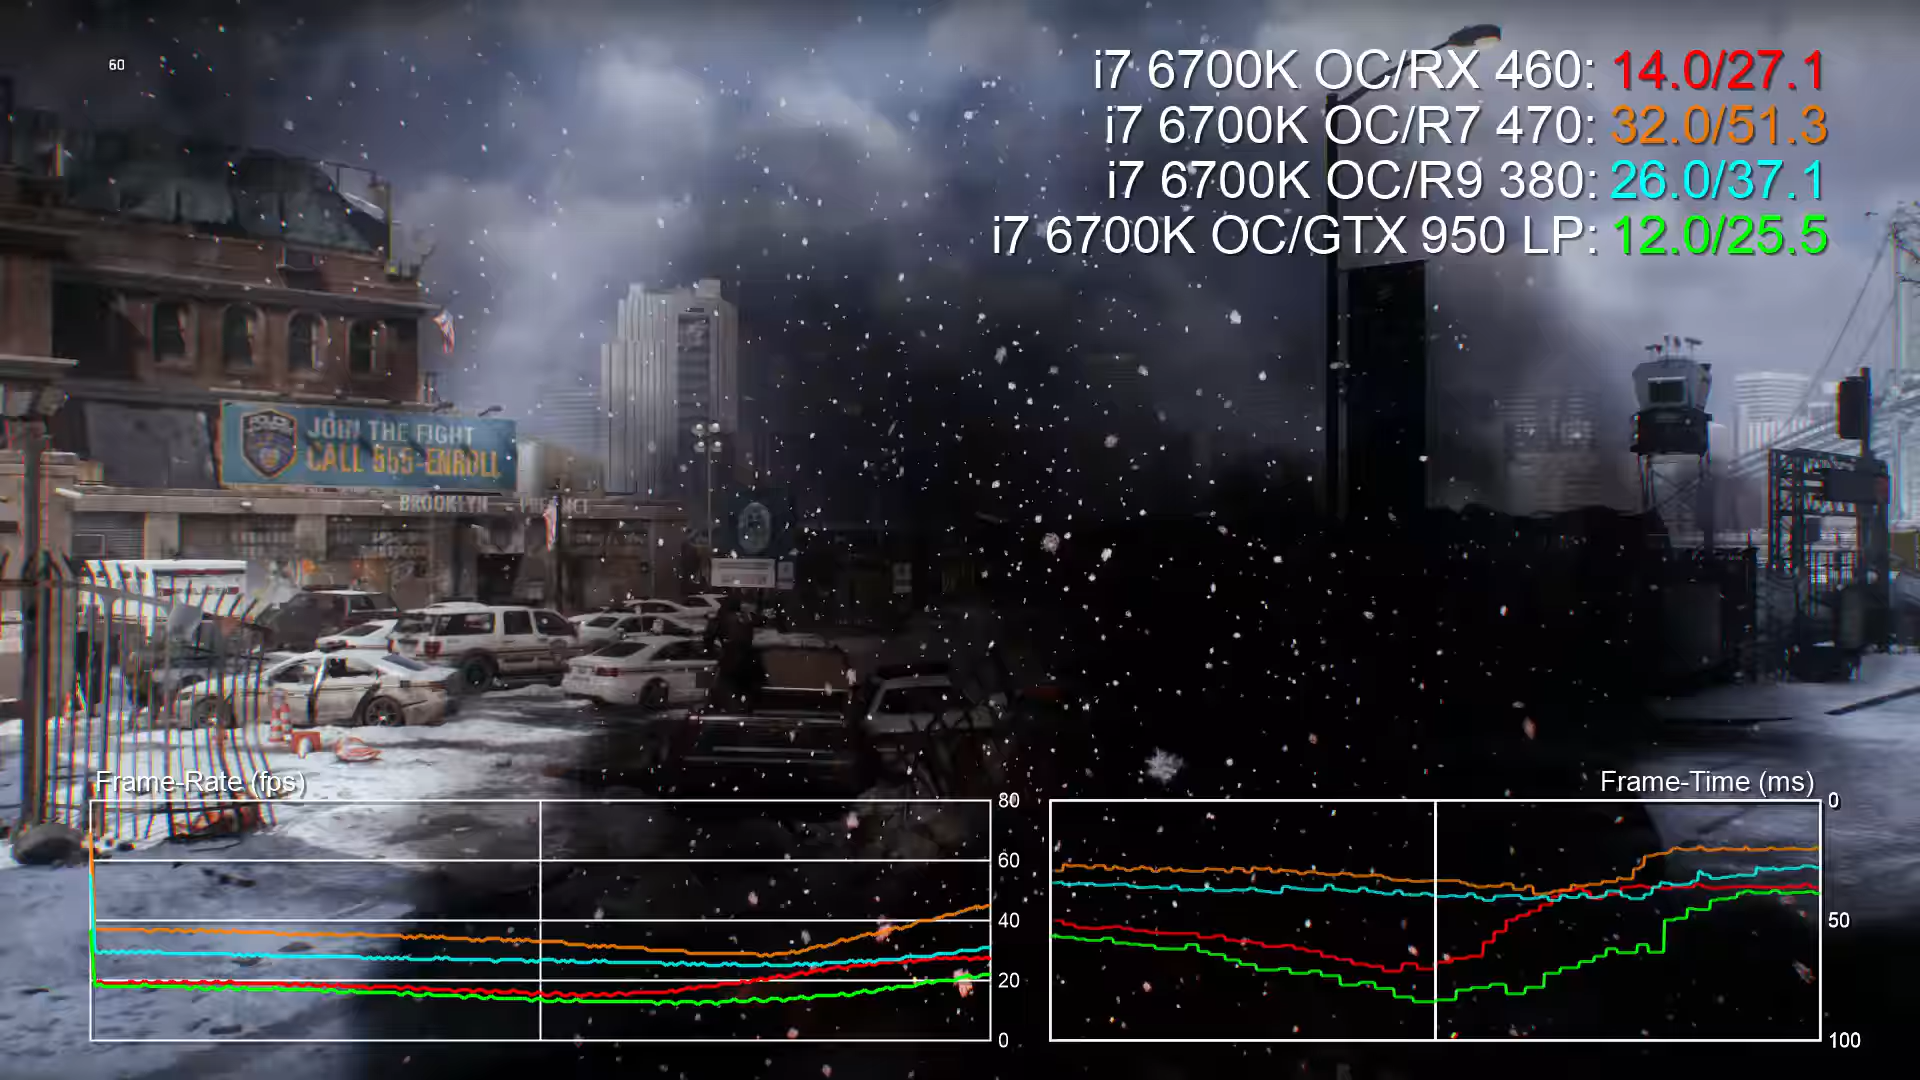 60
i7 6700K OC/RX 460: 14.0/27.1
i7 6700K OC/R7 470: 32.0/51.3
i7 6700K OC/R9 380: 26.0/37.1
i7 6700K OC/GTX 950 LP: 12.0/25.5
POLICE
JOIN THE FIGHT
CALL 555-ENROLL
BROOKLYN PRECINCT
Frame-Rate (fps)
80
60
40
20
0
Frame-Time (ms)
0
50
100